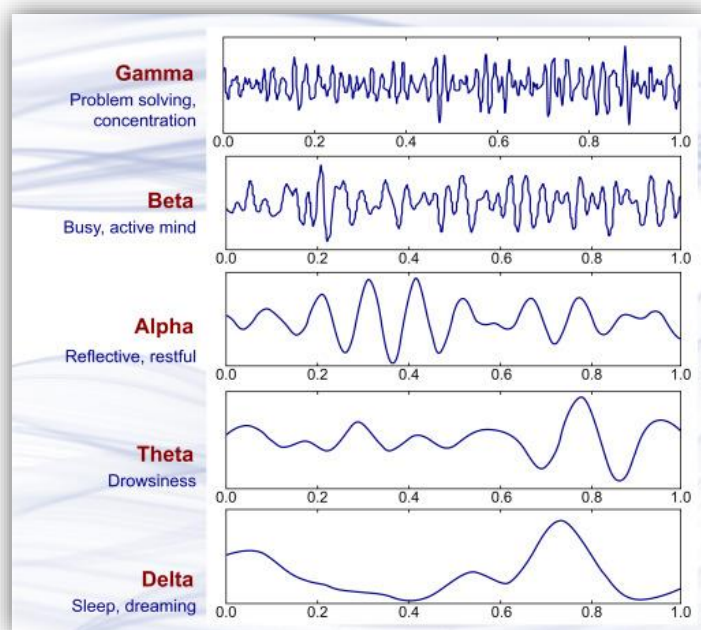 Gamma
Problem solving,
concentration
0.0 0.2 0.4 0.6 0.8 1.0
Beta
Busy, active mind
0.0 0.2 0.4 0.6 0.8 1.0
Alpha
Reflective, restful
0.0 0.2 0.4 0.6 0.8 1.0
Theta
Drowsiness
0.0 0.2 0.4 0.6 0.8 1.0
Delta
Sleep, dreaming
0.0 0.2 0.4 0.6 0.8 1.0